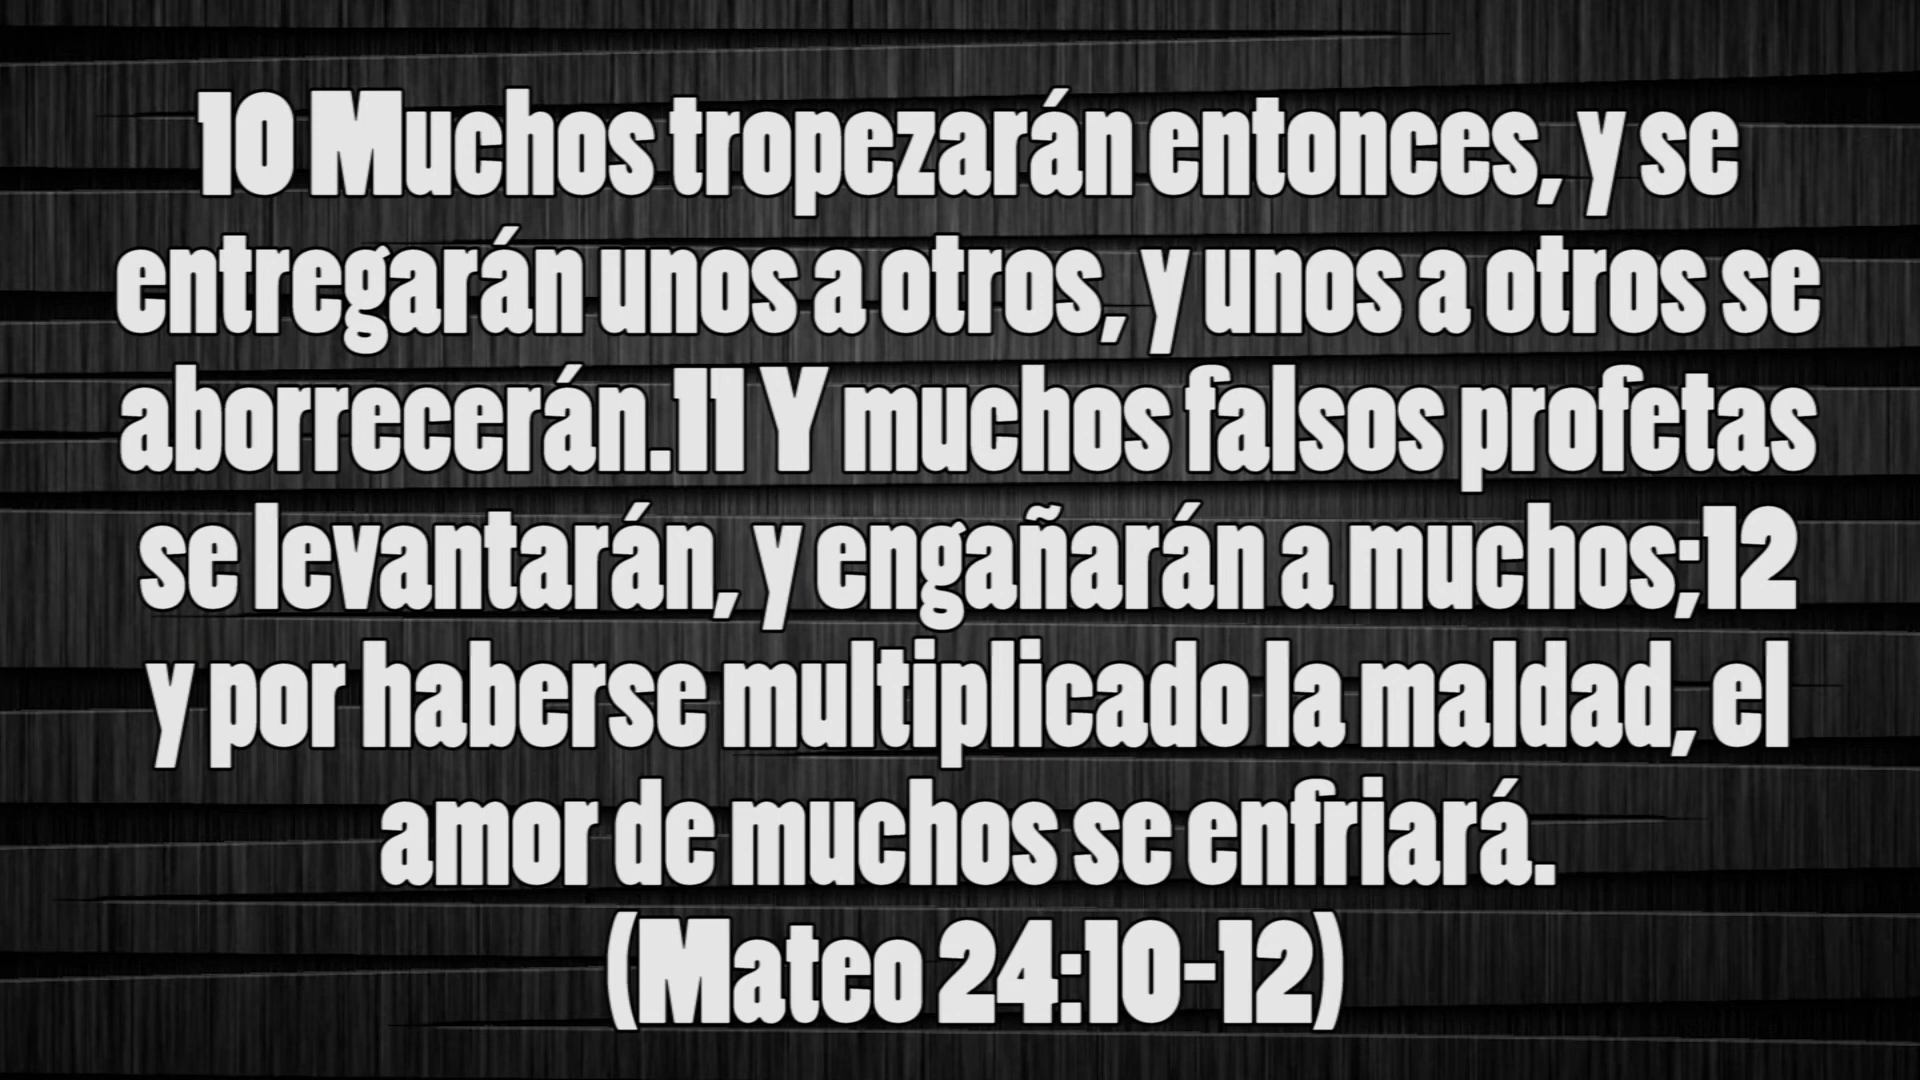 10 Muchos tropezarán entonces, y se
entregarán unos a otros, y unos a otros se
aborrecerán.11 Y muchos falsos profetas
se levantarán, y engañarán a muchos;12
y por haberse multiplicado la maldad, el
amor de muchos se enfriará.
(Mateo 24:10-12)